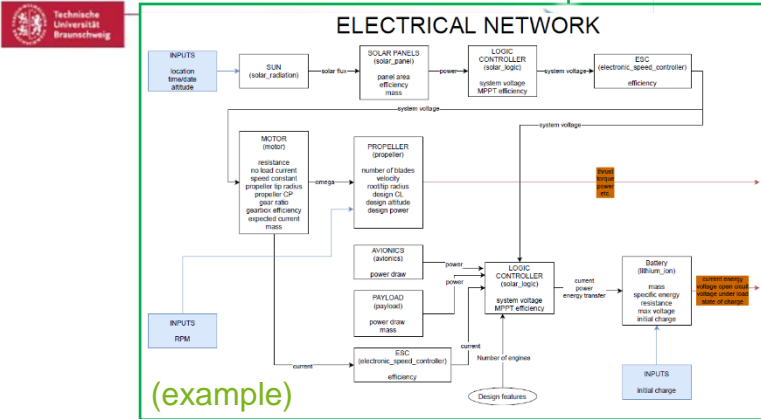 Technische
Universität
Braunschweig
ELECTRICAL NETWORK
INPUTS
location
time/date
altitude
SUN
(solar_radiation)
solar flux
SOLAR PANELS
(solar_panel)
panel area
efficiency
mass
power
LOGIC
CONTROLLER
(solar_logic)
system voltage
MPPT efficiency
system voltage
ESC
(electronic_speed_controller)
efficiency
system voltage
system voltage
MOTOR
(motor)
resistance
no load current
speed constant
propeller tip radius
propeller CP
gear ratio
gearbox efficiency
expected current
mass
omega
PROPELLER
(propeller)
number of blades
velocity
root/tip radius
design CL
design altitude
design power
thrust
torque
power
etc.
AVIONICS
(avionics)
power draw
power
power
PAYLOAD
(payload)
power draw
mass
LOGIC
CONTROLLER
(solar_logic)
system voltage
MPPT efficiency
current
power
energy transfer
Battery
(lithium_ion)
mass
specific energy
resistance
max voltage
initial charge
current energy
voltage open circuit
voltage under load
state of charge
INPUTS
RPM
current
ESC
(electronic_speed_controller)
efficiency
current
Number of engines
Design features
INPUTS
initial charge
(example)